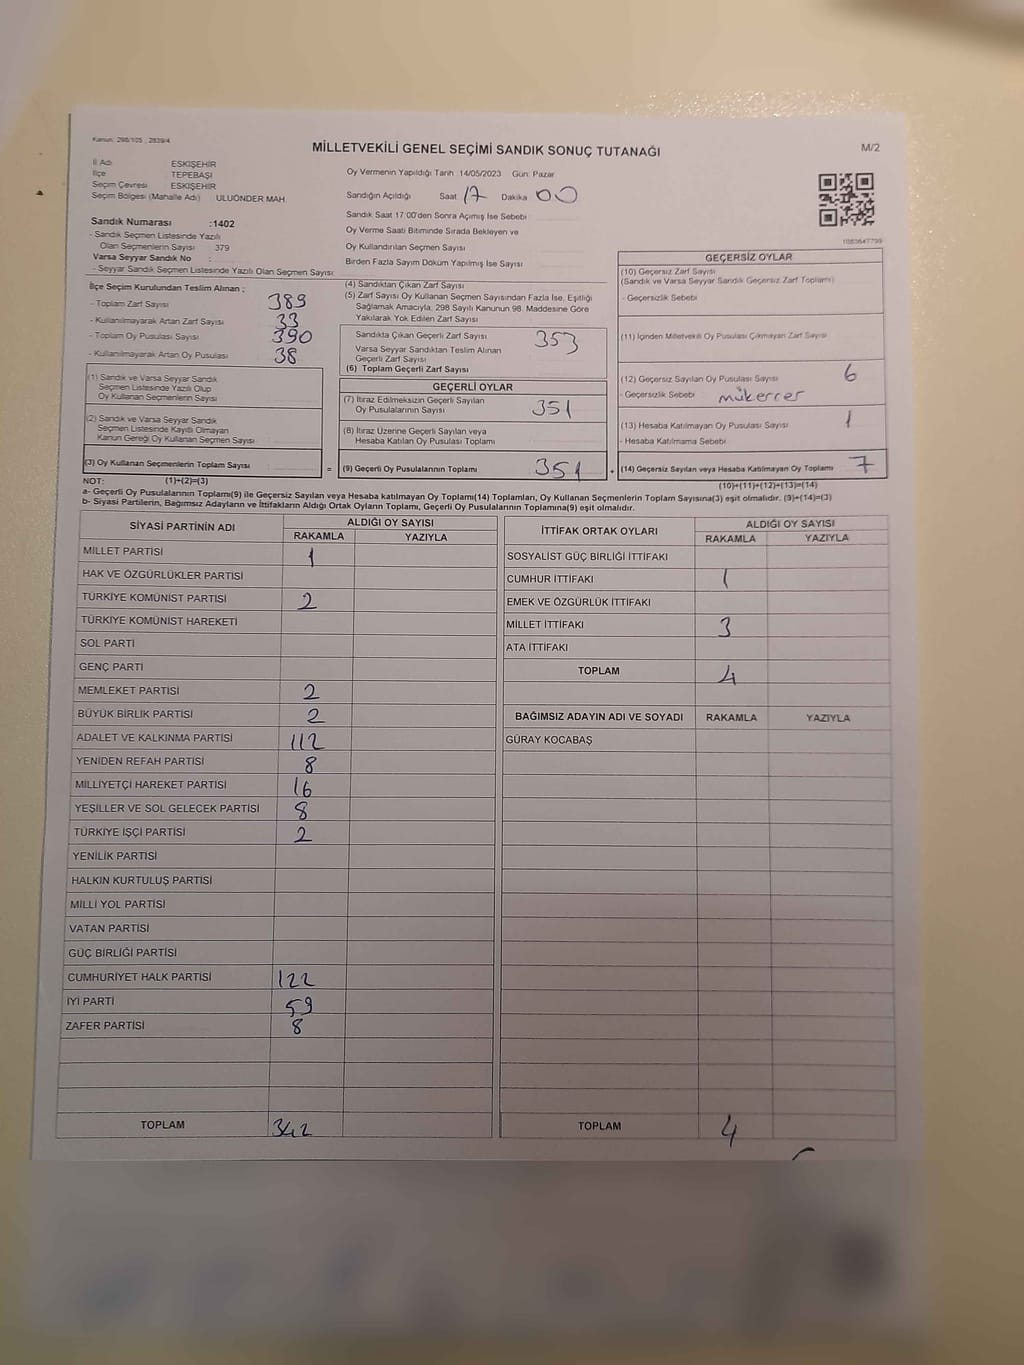 Kanun: 298/105 , 2839/4
MİLLETVEKİLİ GENEL SEÇİMİ SANDIK SONUÇ TUTANAĞI
M/2
İl Adı ESKİŞEHİR
İlçe TEPEBAŞI
Seçim Çevresi ESKİŞEHİR
Seçim Bölgesi (Mahalle Adı) ULUÖNDER MAH.
Sandık Numarası :1402
- Sandık Seçmen Listesinde Yazılı
Olan Seçmenlerin Sayısı 379
Varsa Seyyar Sandık No :
- Seyyar Sandık Seçmen Listesinde Yazılı Olan Seçmen Sayısı
Oy Vermenin Yapıldığı Tarih 14/05/2023 Gün: Pazar
Sandığın Açıldığı Saat 17 Dakika 00
Sandık Saat 17:00'den Sonra Açımış İse Sebebi
Oy Verme Saati Bitiminde Sırada Bekleyen ve
Oy Kullandırılan Seçmen Sayısı
Birden Fazla Sayım Döküm Yapılmış İse Sayısı
1083647799
İlçe Seçim Kurulundan Teslim Alınan ;
- Toplam Zarf Sayısı 389
- Kullanılmayarak Artan Zarf Sayısı 33
- Toplam Oy Pusulası Sayısı 390
- Kullanılmayarak Artan Oy Pusulası 38
(1) Sandık ve Varsa Seyyar Sandık
Seçmen Listesinde Yazılı Olup
Oy Kullanan Seçmenlerin Sayısı
(2) Sandık ve Varsa Seyyar Sandık
Seçmen Listesinde Kayıtlı Olmayan
Kanun Gereği Oy Kullanan Seçmen Sayısı
(3) Oy Kullanan Seçmenlerin Toplam Sayısı
(4) Sandıktan Çıkan Zarf Sayısı
(5) Zarf Sayısı Oy Kullanan Seçmen Sayısından Fazla İse, Eşitliği
Sağlamak Amacıyla; 298 Sayılı Kanunun 98. Maddesine Göre
Yakılarak Yok Edilen Zarf Sayısı
Sandıkta Çıkan Geçerli Zarf Sayısı 353
Varsa Seyyar Sandıktan Teslim Alınan
Geçerli Zarf Sayısı
(6) Toplam Geçerli Zarf Sayısı
GEÇERLİ OYLAR
(7) İtiraz Edilmeksizin Geçerli Sayılan
Oy Pusulalarının Sayısı 351
(8) İtiraz Üzerine Geçerli Sayılan veya
Hesaba Katılan Oy Pusulası Toplamı
= (9) Geçerli Oy Pusulalarının Toplamı 351 +
GEÇERSİZ OYLAR
(10) Geçersiz Zarf Sayısı
(Sandık ve Varsa Seyyar Sandık Geçersiz Zarf Toplamı)
- Geçersizlik Sebebi
(11) İçinden Milletvekili Oy Pusulası Çıkmayan Zarf Sayısı
(12) Geçersiz Sayılan Oy Pusulası Sayısı 6
- Geçersizlik Sebebi mükerrer
(13) Hesaba Katılmayan Oy Pusulası Sayısı 1
- Hesaba Katılmama Sebebi
(14) Geçersiz Sayılan veya Hesaba Katılmayan Oy Toplamı 7
NOT: (1)+(2)=(3) (10)+(11)+(12)+(13)=(14)
a- Geçerli Oy Pusulalarının Toplamı(9) ile Geçersiz Sayılan veya Hesaba katılmayan Oy Toplamı(14) Toplamları, Oy Kullanan Seçmenlerin Toplam Sayısına(3) eşit olmalıdır. (9)+(14)=(3)
b- Siyasi Partilerin, Bağımsız Adayların ve İttifakların Aldığı Ortak Oyların Toplamı, Geçerli Oy Pusulalarının Toplamına(9) eşit olmalıdır.
SİYASİ PARTİNİN ADI ALDIĞI OY SAYISI
RAKAMLA YAZIYLA
MİLLET PARTİSİ 1
HAK VE ÖZGÜRLÜKLER PARTİSİ
TÜRKİYE KOMÜNİST PARTİSİ 2
TÜRKİYE KOMÜNİST HAREKETİ
SOL PARTİ
GENÇ PARTİ
MEMLEKET PARTİSİ 2
BÜYÜK BİRLİK PARTİSİ 2
ADALET VE KALKINMA PARTİSİ 112
YENİDEN REFAH PARTİSİ 8
MİLLİYETÇİ HAREKET PARTİSİ 16
YEŞİLLER VE SOL GELECEK PARTİSİ 8
TÜRKİYE İŞÇİ PARTİSİ 2
YENİLİK PARTİSİ
HALKIN KURTULUŞ PARTİSİ
MİLLİ YOL PARTİSİ
VATAN PARTİSİ
GÜÇ BİRLİĞİ PARTİSİ
CUMHURİYET HALK PARTİSİ 122
İYİ PARTİ 59
ZAFER PARTİSİ 8
TOPLAM 342
İTTİFAK ORTAK OYLARI ALDIĞI OY SAYISI
RAKAMLA YAZIYLA
SOSYALİST GÜÇ BİRLİĞİ İTTİFAKI
CUMHUR İTTİFAKI 1
EMEK VE ÖZGÜRLÜK İTTİFAKI
MİLLET İTTİFAKI 3
ATA İTTİFAKI
TOPLAM 4
BAĞIMSIZ ADAYIN ADI VE SOYADI RAKAMLA YAZIYLA
GÜRAY KOCABAŞ
TOPLAM 4